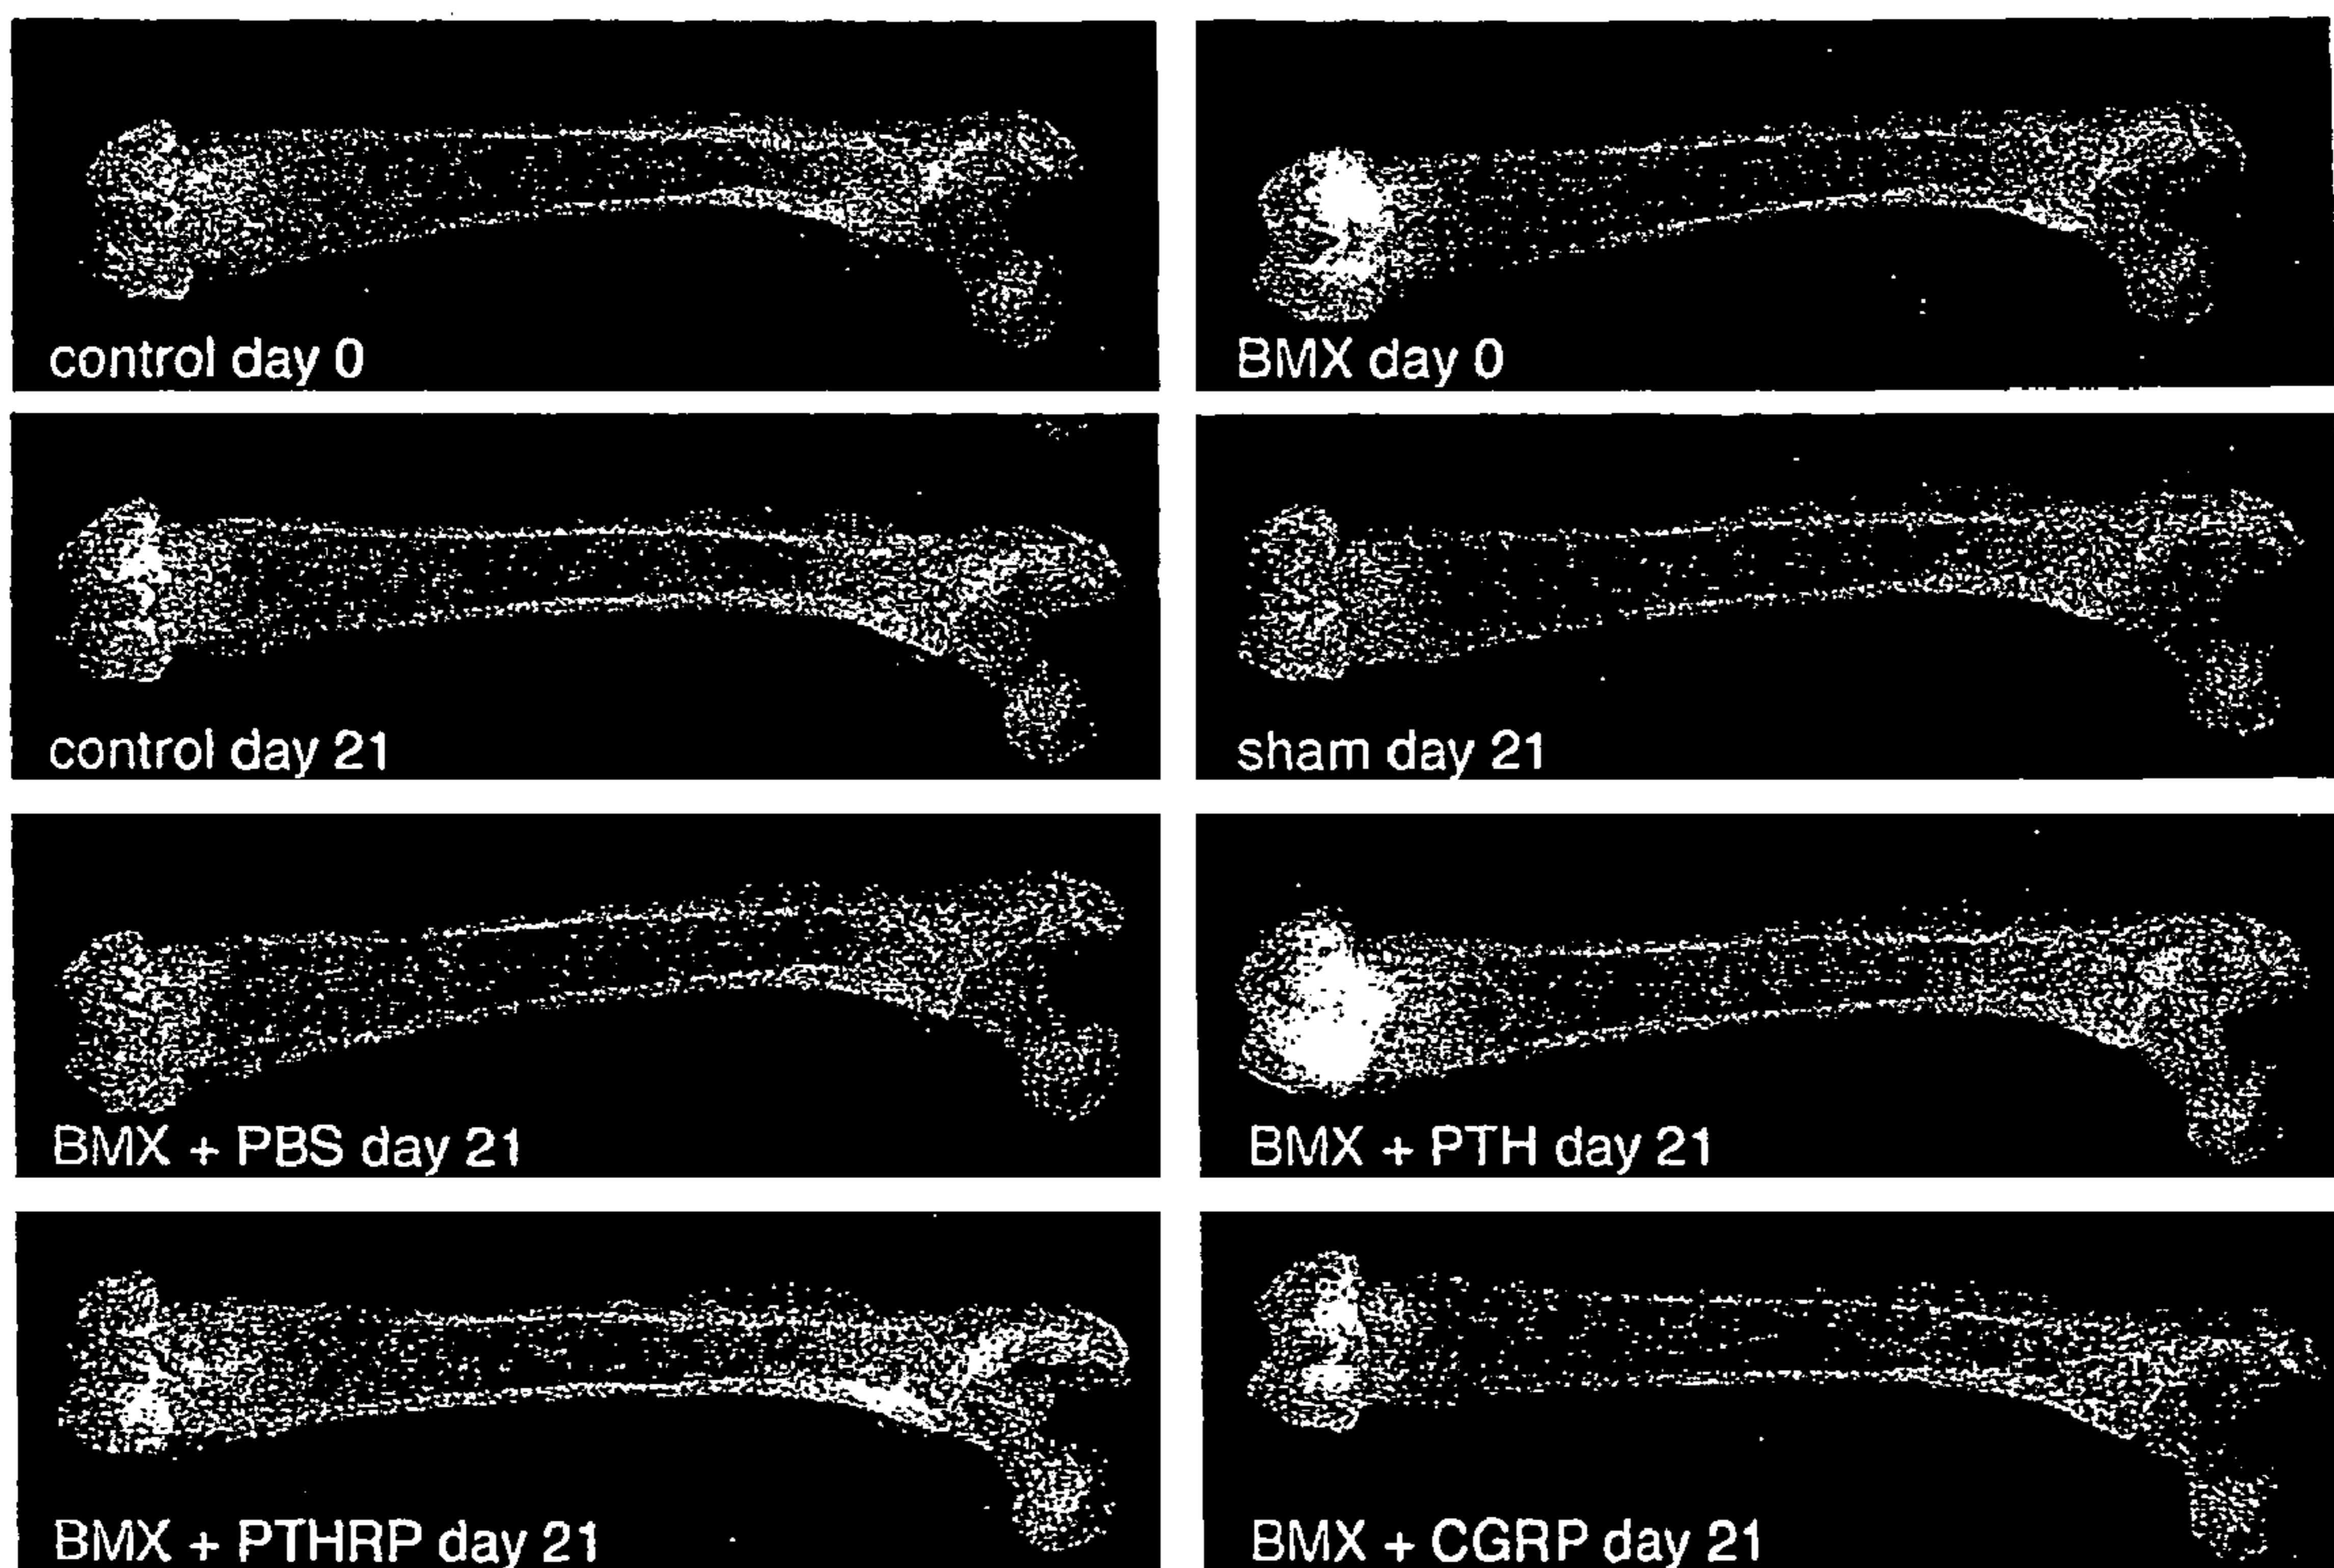 control day 0
BMX day 0
control day 21
sham day 21
BMX + PBS day 21
BMX + PTH day 21
BMX + PTHRP day 21
BMX + CGRP day 21